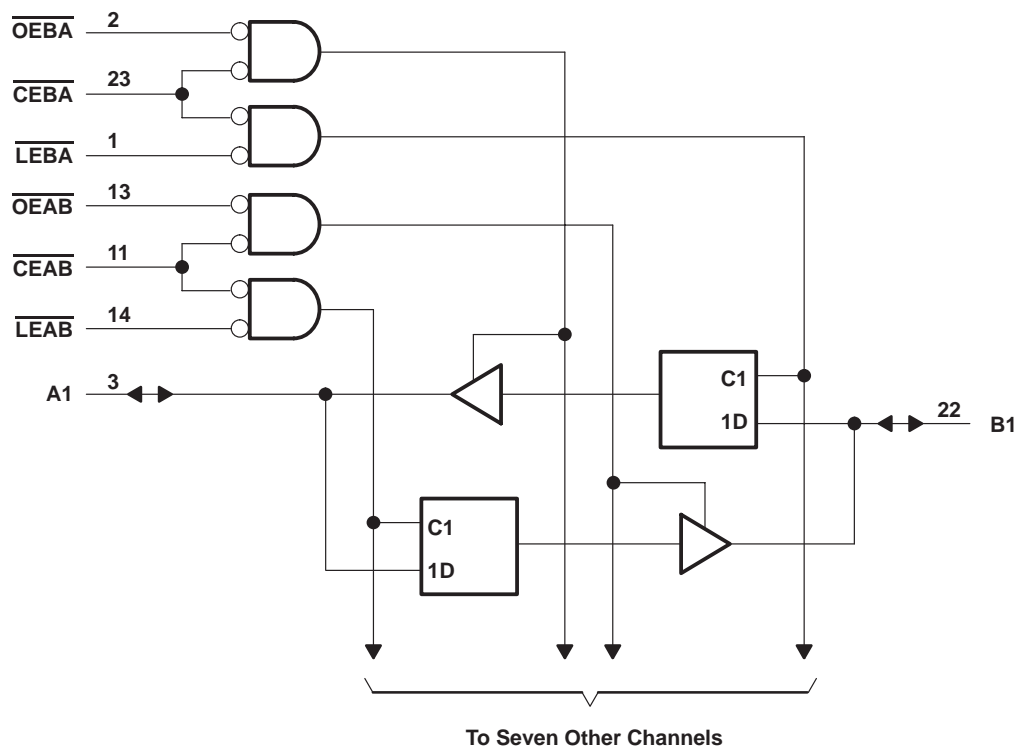 OEBA 2
CEBA 23
LEBA 1
OEAB 13
CEAB 11
LEAB 14
A1 3
C1
1D
22 B1
C1
1D
To Seven Other Channels